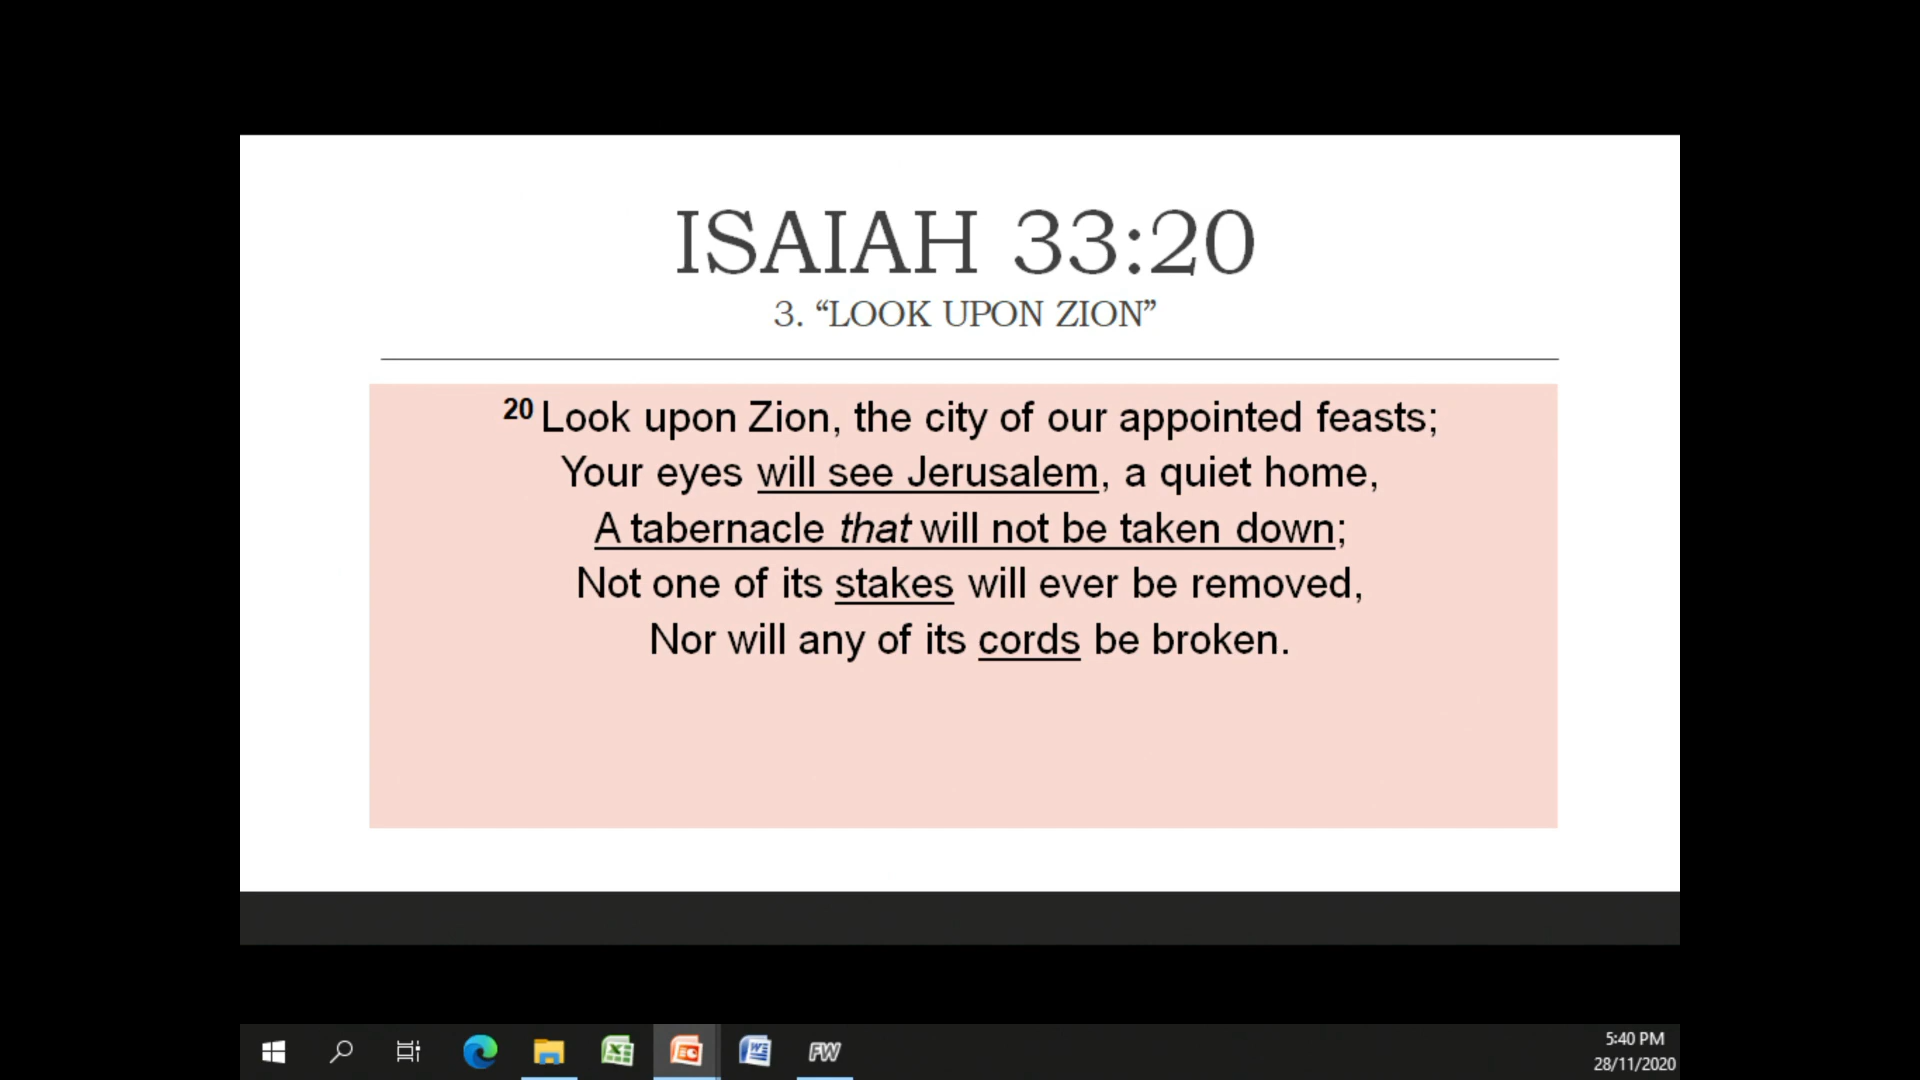 ISAIAH 33:20
3. “LOOK UPON ZION”
20 Look upon Zion, the city of our appointed feasts;
Your eyes will see Jerusalem, a quiet home,
A tabernacle that will not be taken down;
Not one of its stakes will ever be removed,
Nor will any of its cords be broken.
FW
5:40 PM
28/11/2020